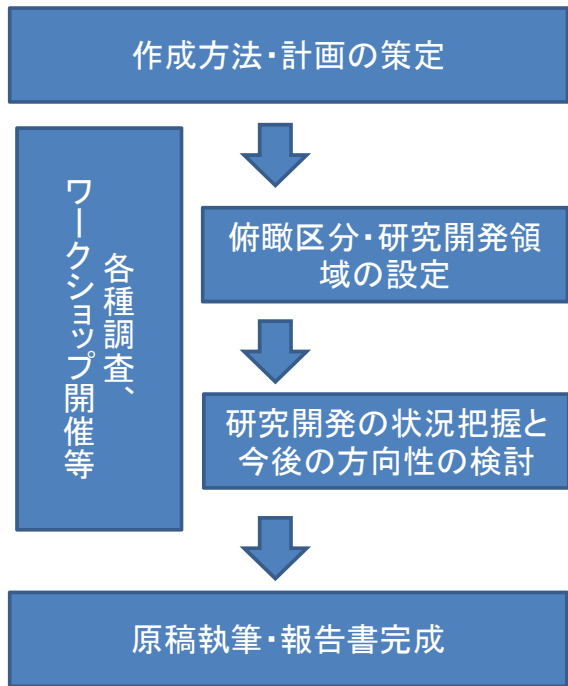 作成方法・計画の策定
各種調査、
ワークショップ開催等
俯瞰区分・研究開発領
域の設定
研究開発の状況把握と
今後の方向性の検討
原稿執筆・報告書完成